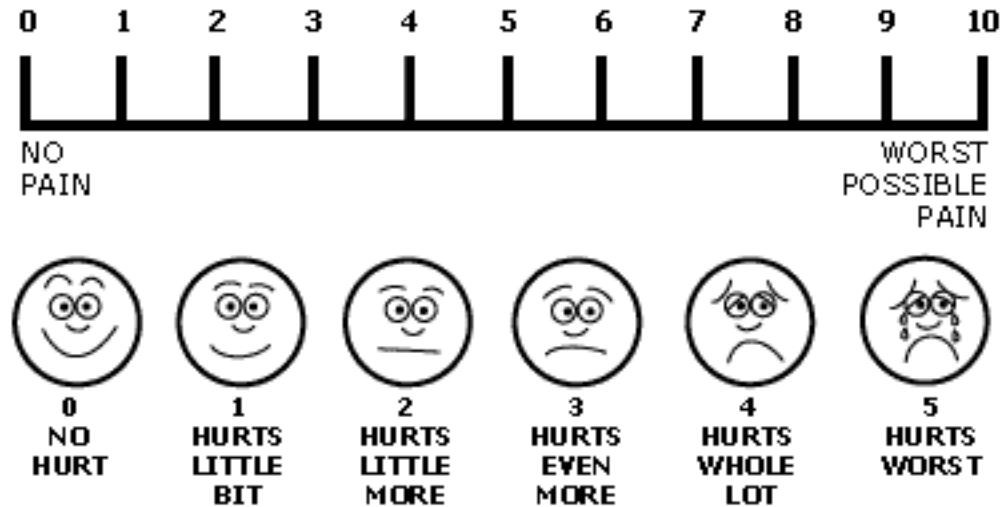 0 1 2 3 4 5 6 7 8 9 10
NO
PAIN
WORST
POSSIBLE
PAIN
0
NO
HURT
1
HURTS
LITTLE
BIT
2
HURTS
LITTLE
MORE
3
HURTS
EVEN
MORE
4
HURTS
WHOLE
LOT
5
HURTS
WORST